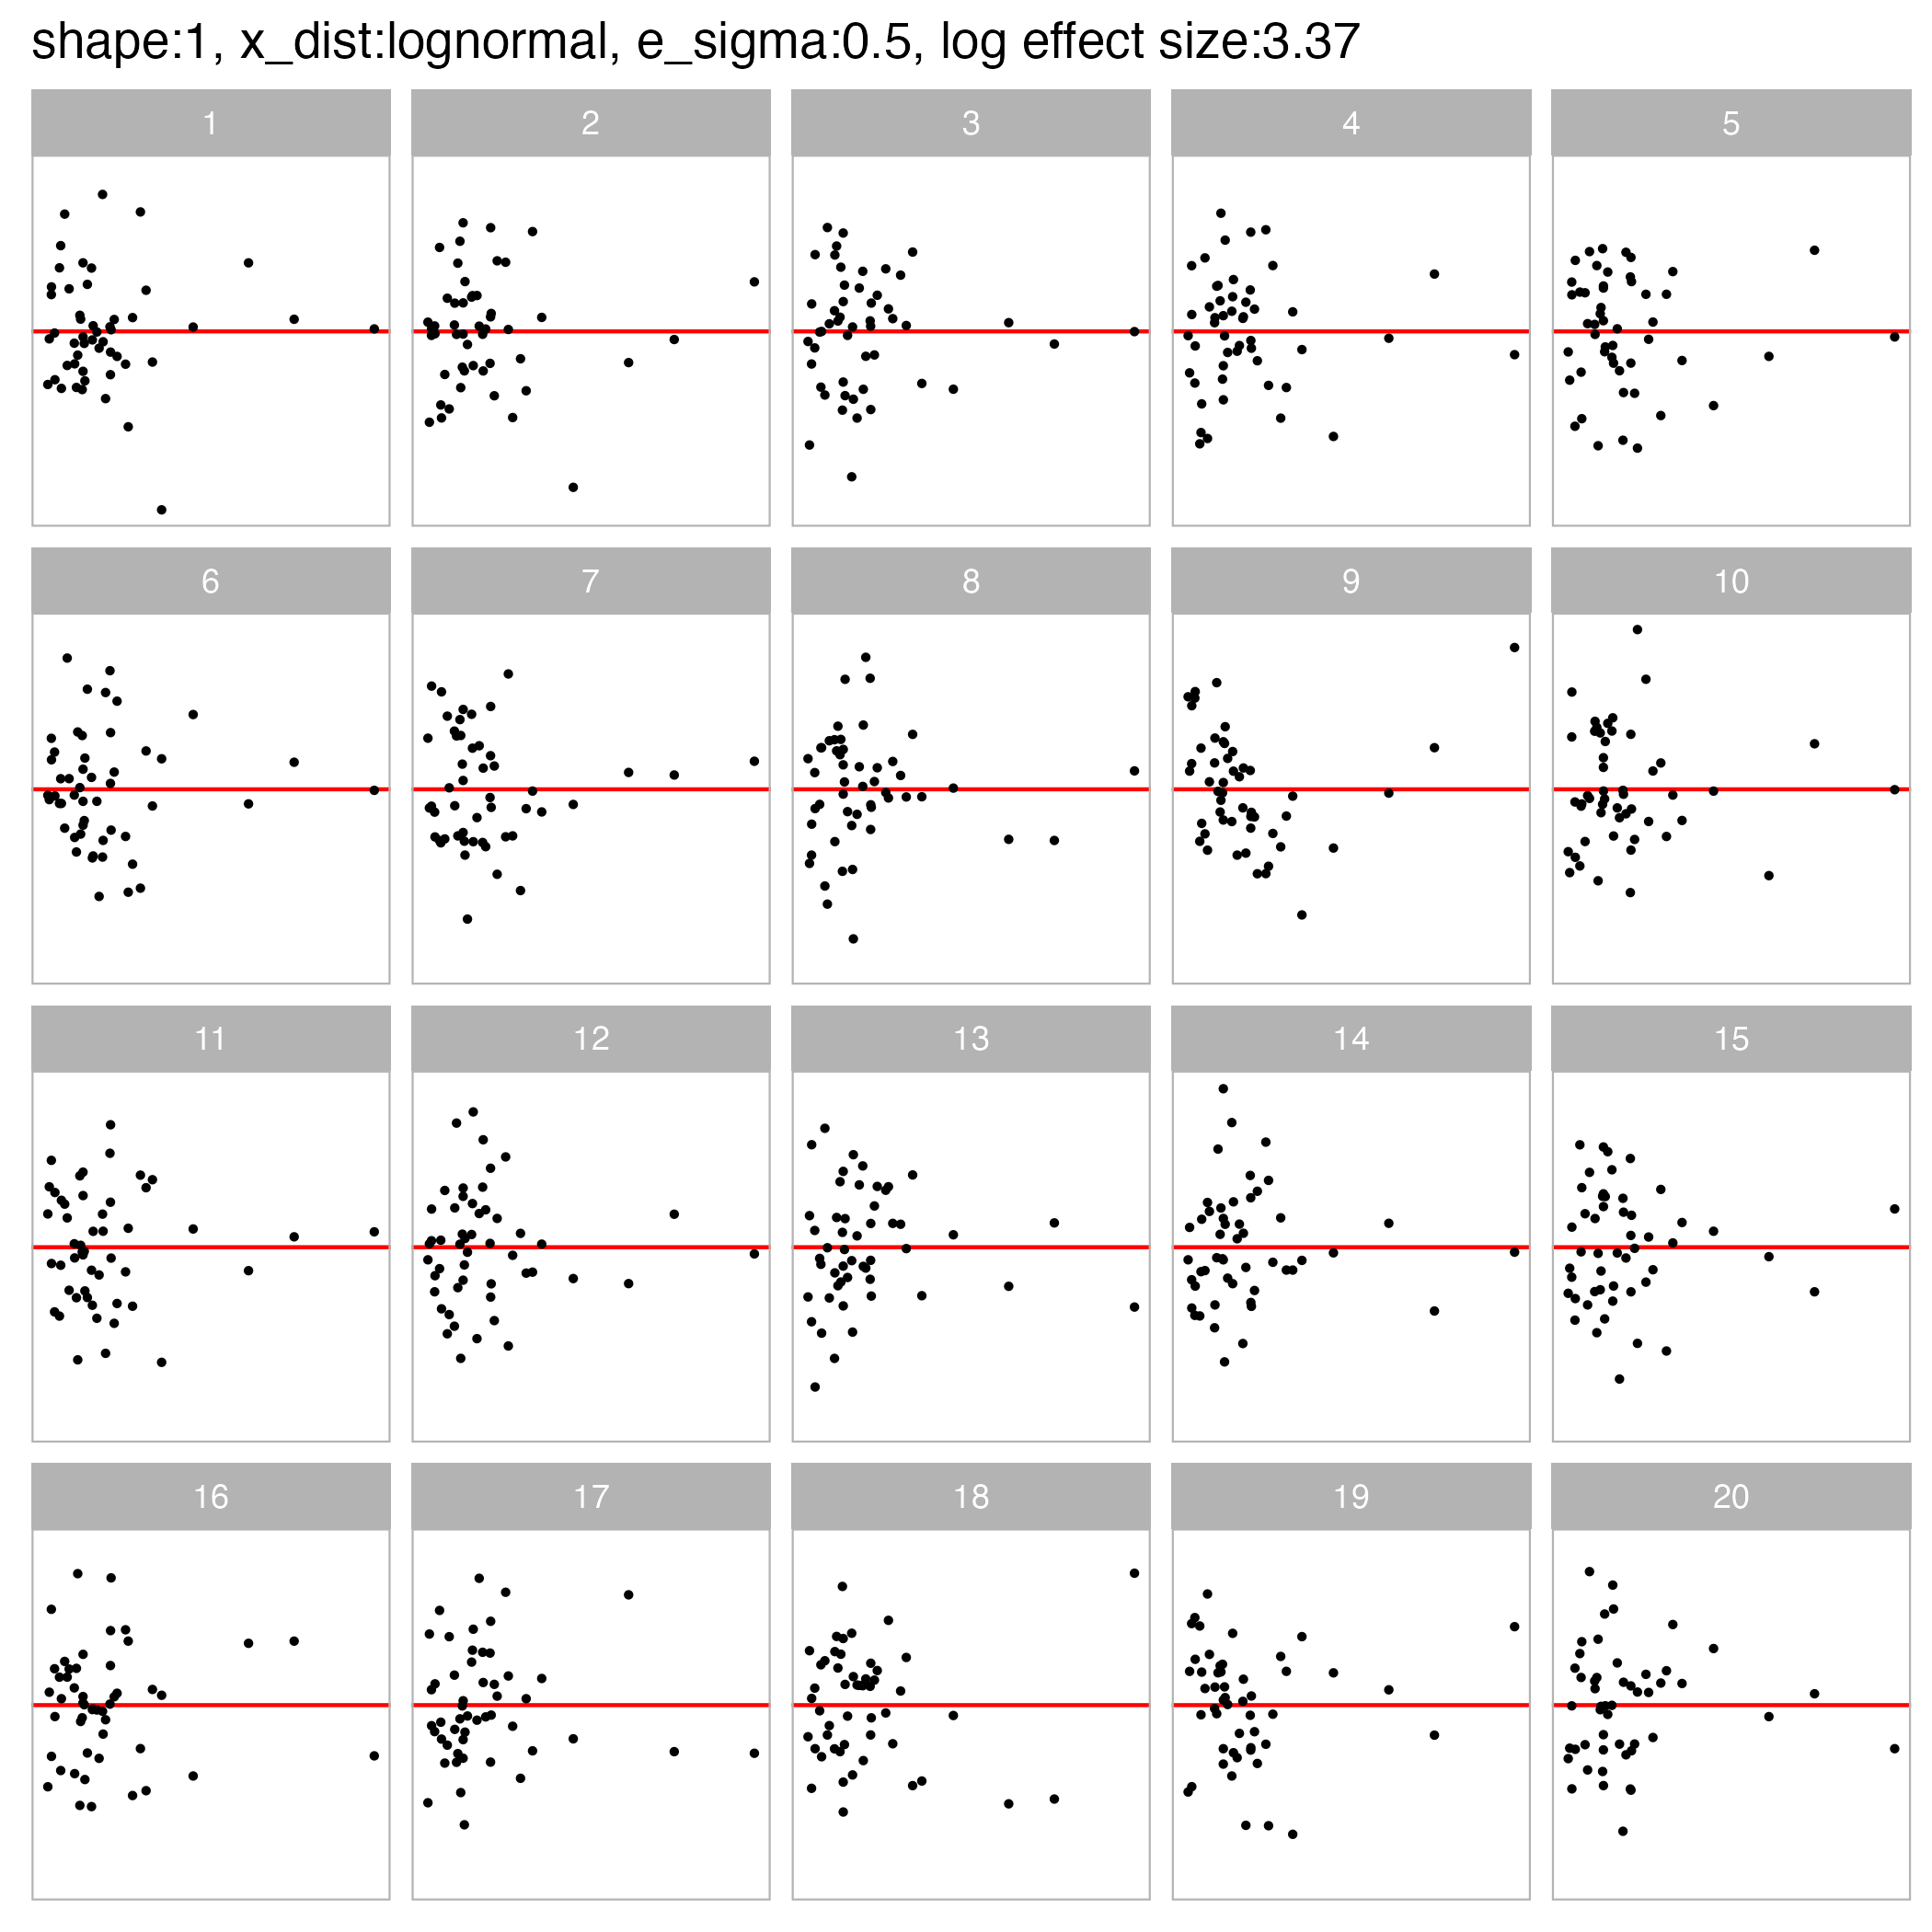 shape:1, x_dist:lognormal, e_sigma:0.5, log effect size:3.37
1 2 3 4 5
6 7 8 9 10
11 12 13 14 15
16 17 18 19 20